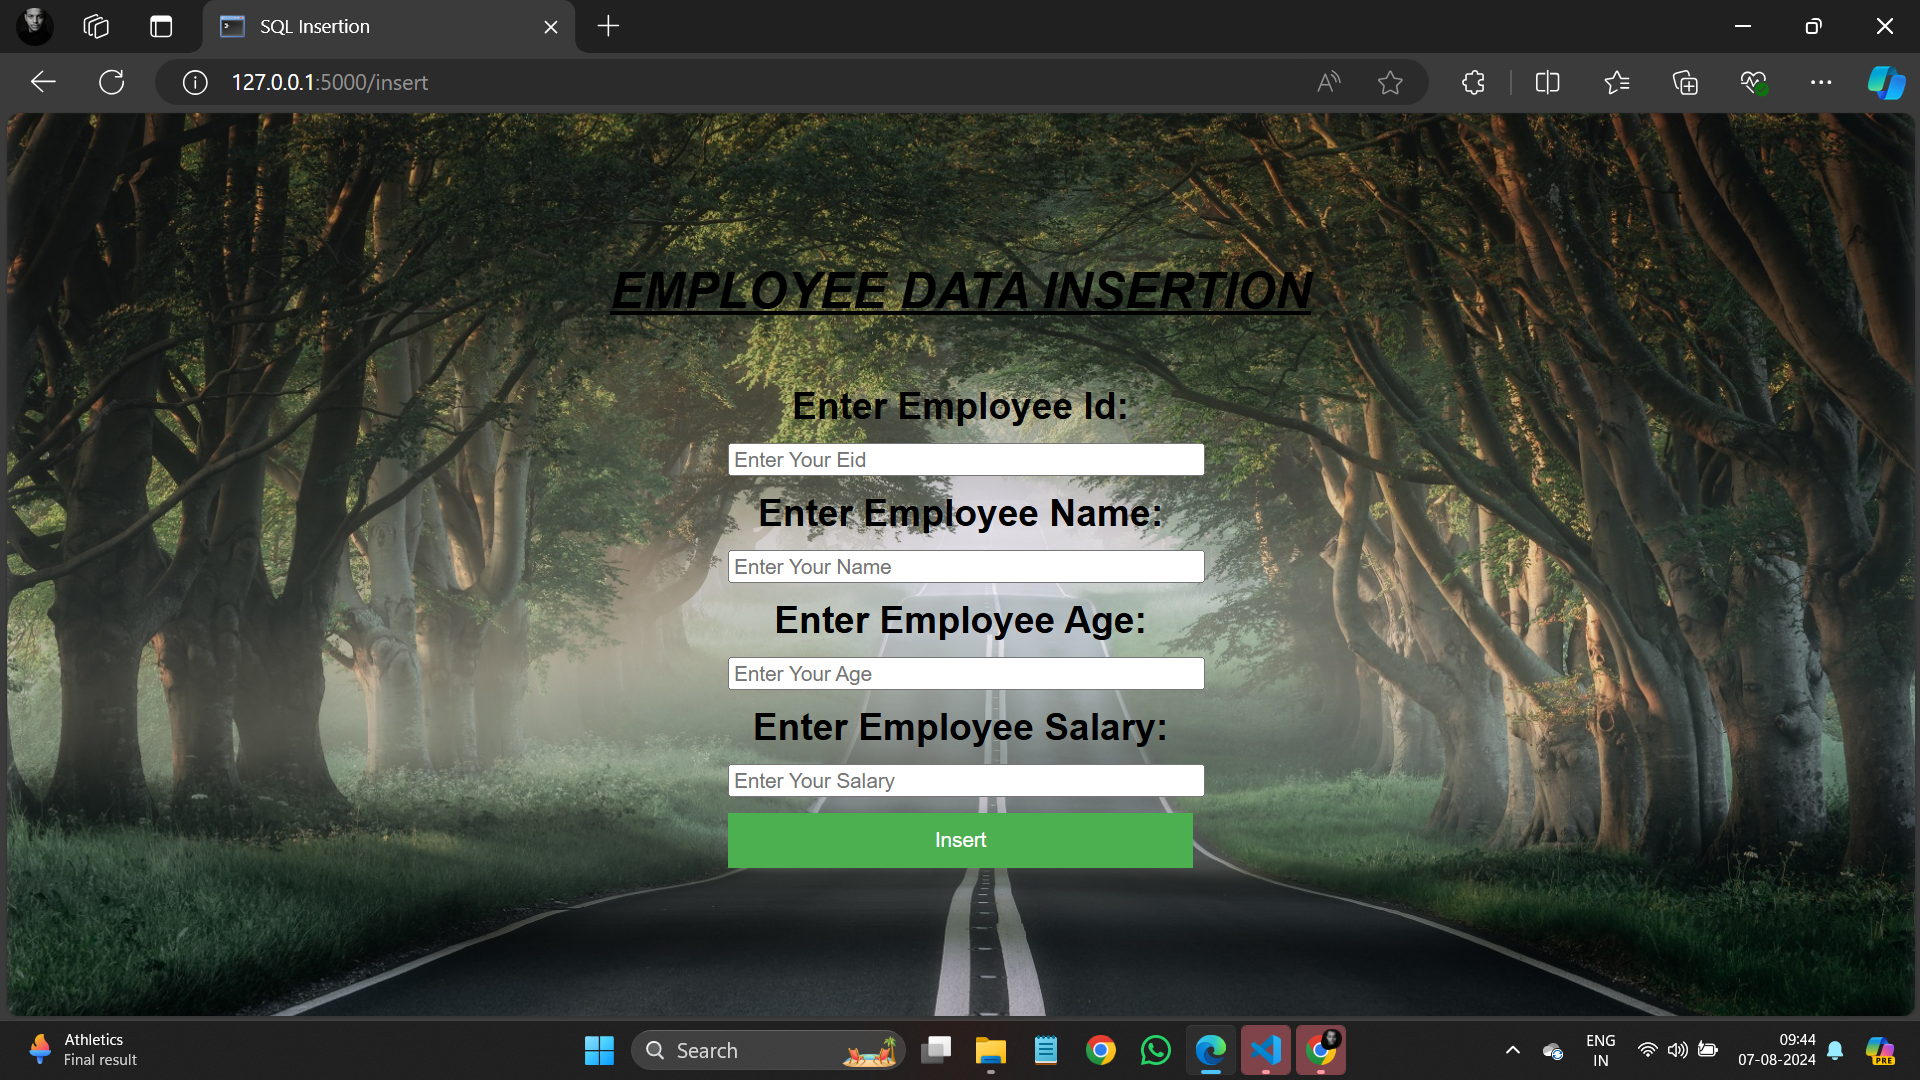 SQL Insertion
127.0.0.1:5000/insert
EMPLOYEE DATA INSERTION
Enter Employee Id:
Enter Your Eid
Enter Employee Name:
Enter Your Name
Enter Employee Age:
Enter Your Age
Enter Employee Salary:
Enter Your Salary
Insert
Athletics
Final result
Search
ENG
IN
09:44
07-08-2024
PRE